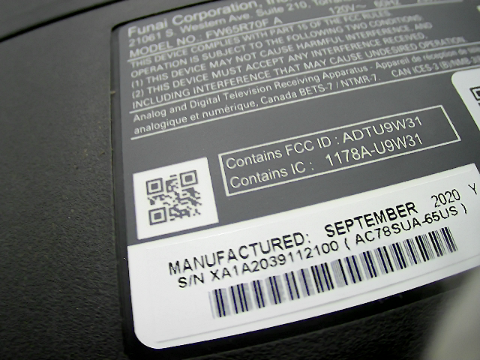 Funai Corporation, Inc.
21061 S. Western Ave. Suite 210,
MODEL NO.: FW65R70F A 120V~ 60Hz
THIS DEVICE COMPLIES WITH PART 15 OF THE FCC RULES.
OPERATION IS SUBJECT TO THE FOLLOWING TWO CONDITIONS:
(1) THIS DEVICE MAY NOT CAUSE HARMFUL INTERFERENCE, AND
(2) THIS DEVICE MUST ACCEPT ANY INTERFERENCE RECEIVED,
INCLUDING INTERFERENCE THAT MAY CAUSE UNDESIRED
Analog and Digital Television Receiving Apparatus - Appareil de réception
analogique et numérique, Canada BETS-7 / NTMR-7. CAN ICES-3
Contains FCC ID : ADTU9W31
Contains IC : 1178A-U9W31
MANUFACTURED: SEPTEMBER 2020 Y
S/N XA1A2039112100 ( AC78SUA-65US )